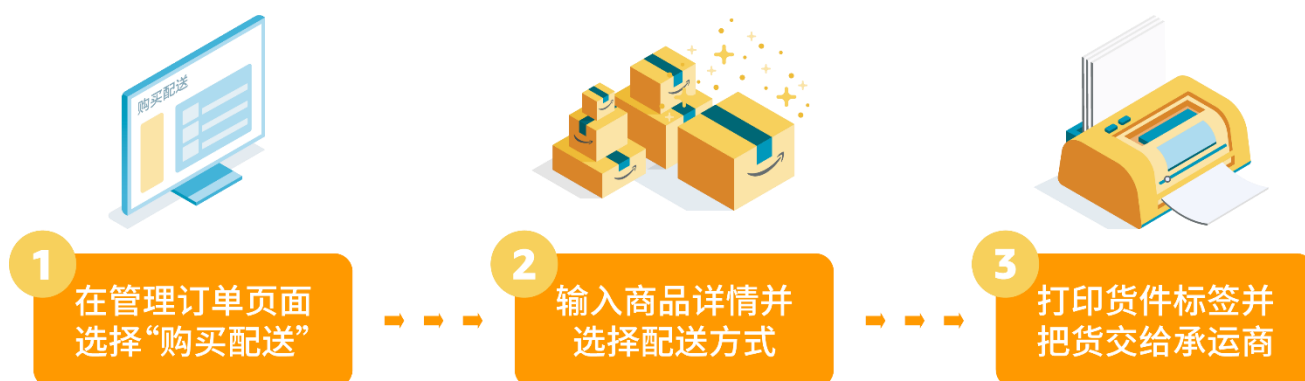 购买配送
1
在管理订单页面
选择“购买配送”
2
输入商品详情并
选择配送方式
3
打印货件标签并
把货交给承运商